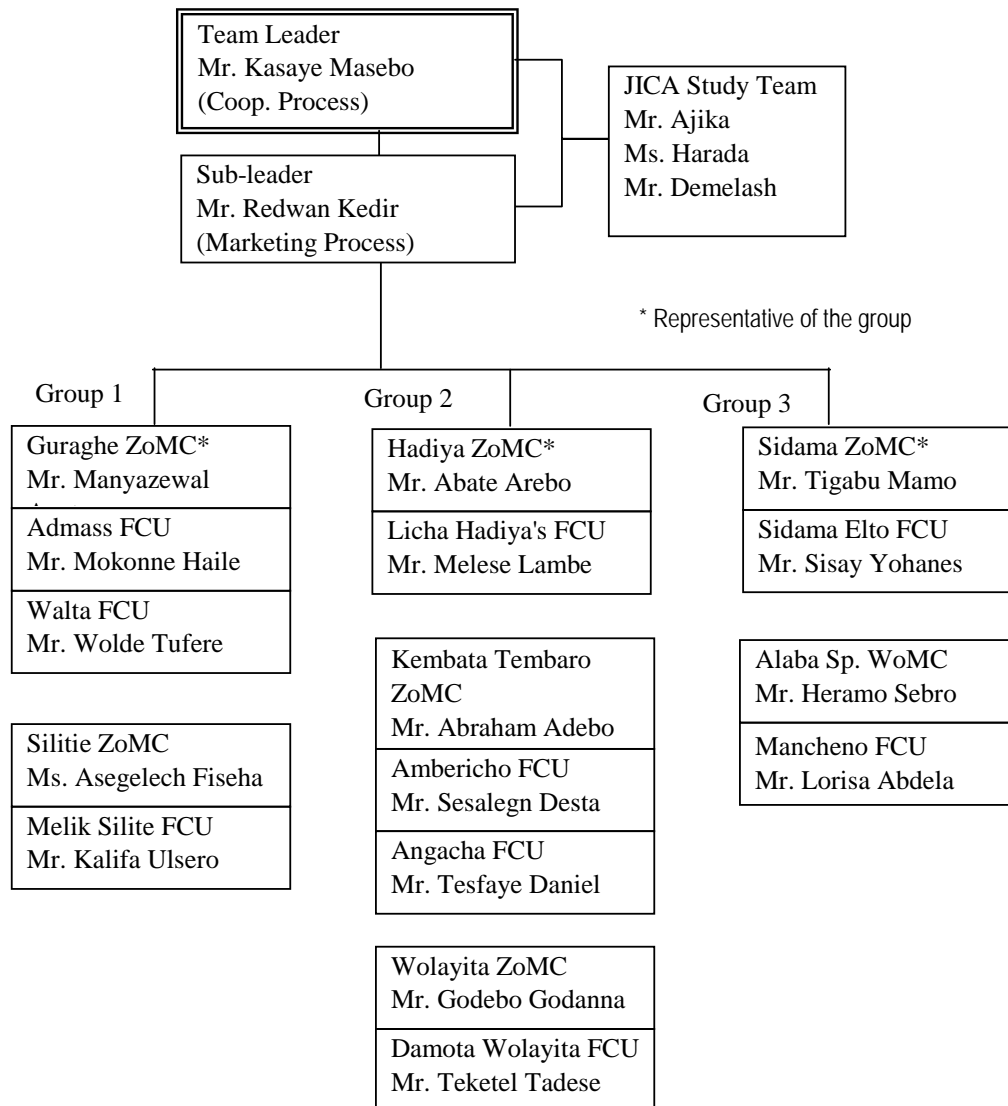 Team Leader
Mr. Kasaye Masebo
(Coop. Process)
JICA Study Team
Mr. Ajika
Ms. Harada
Mr. Demelash
Sub-leader
Mr. Redwan Kedir
(Marketing Process)
* Representative of the group
Group 1
Guraghe ZoMC*
Mr. Manyazewal
Admass FCU
Mr. Mokonne Haile
Walta FCU
Mr. Wolde Tufere
Silitie ZoMC
Ms. Asegelech Fiseha
Melik Silite FCU
Mr. Kalifa Ulsero
Group 2
Hadiya ZoMC*
Mr. Abate Arebo
Licha Hadiya's FCU
Mr. Melese Lambe
Kembata Tembaro
ZoMC
Mr. Abraham Adebo
Ambericho FCU
Mr. Sesalegn Desta
Angacha FCU
Mr. Tesfaye Daniel
Wolayita ZoMC
Mr. Godebo Godanna
Damota Wolayita FCU
Mr. Teketel Tadese
Group 3
Sidama ZoMC*
Mr. Tigabu Mamo
Sidama Elto FCU
Mr. Sisay Yohanes
Alaba Sp. WoMC
Mr. Heramo Sebro
Mancheno FCU
Mr. Lorisa Abdela